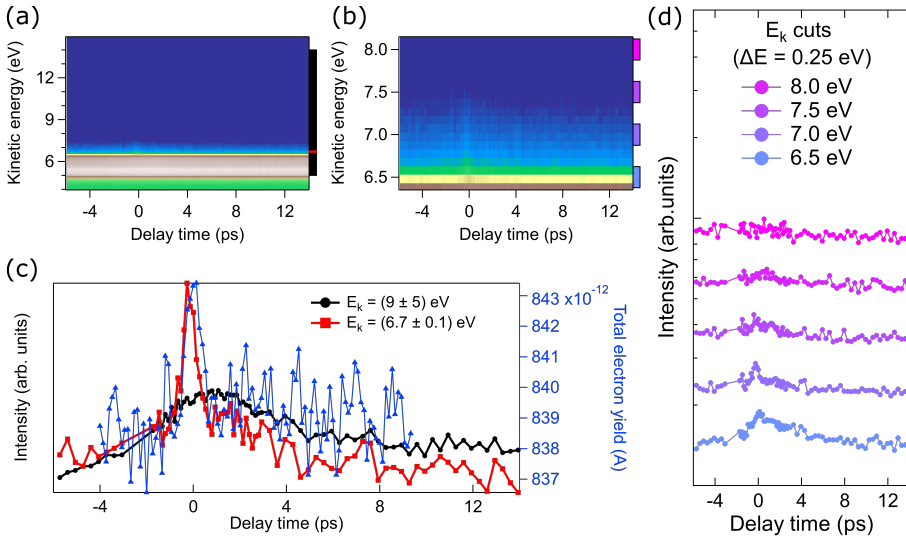 (a)
Kinetic energy (eV)
14
10
6
-4 0 4 8 12
Delay time (ps)
(b)
Kinetic energy (eV)
8.0
7.5
7.0
6.5
-4 0 4 8 12
Delay time (ps)
(c)
Intensity (arb. units)
E_k = (9 ± 5) eV
E_k = (6.7 ± 0.1) eV
843 x10^-12
842
841
840
839
838
837
Total electron yield (A)
-4 0 4 8 12
Delay time (ps)
(d)
E_k cuts
(ΔE = 0.25 eV)
8.0 eV
7.5 eV
7.0 eV
6.5 eV
Intensity (arb.units)
-4 0 4 8 12
Delay time (ps)